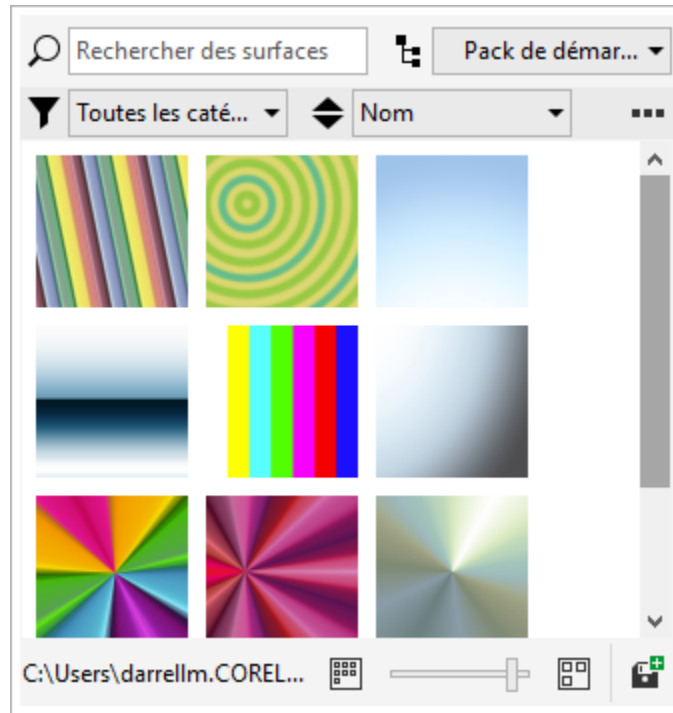 Rechercher des surfaces Pack de démar...
Toutes les caté... Nom
C:\Users\darrellm.COREL...